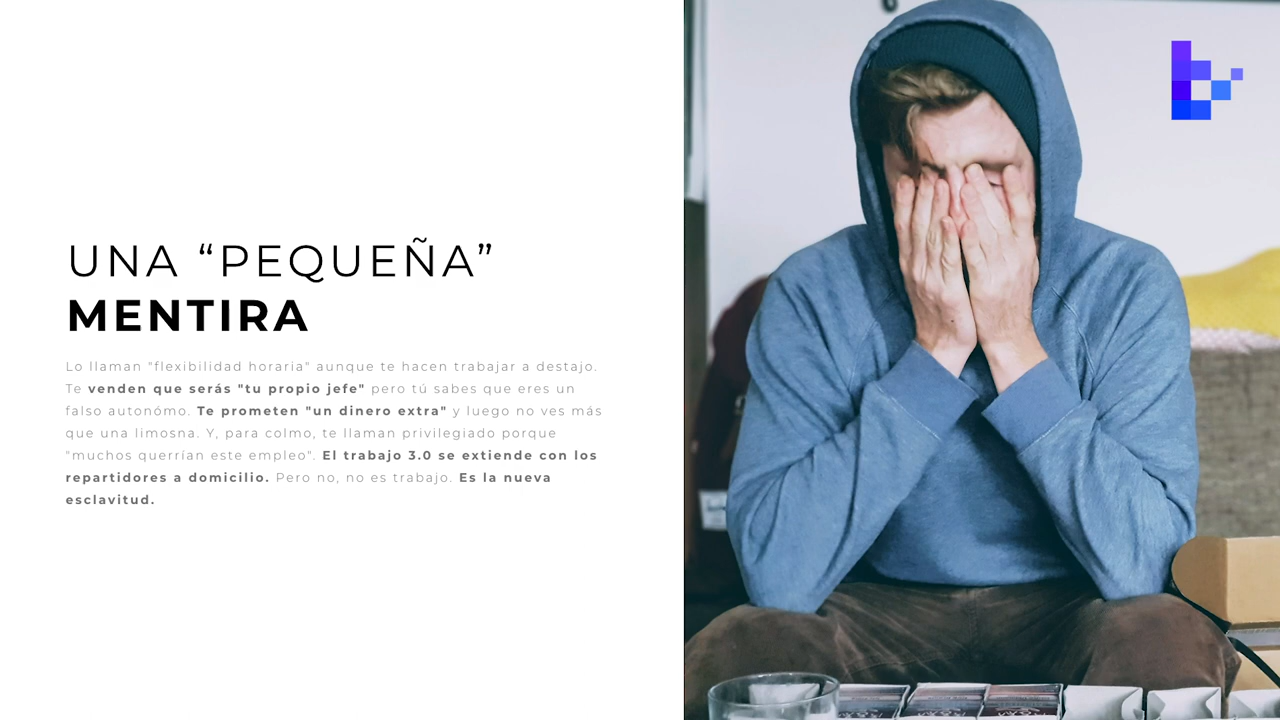 UNA “PEQUEÑA”
MENTIRA
Lo llaman "flexibilidad horaria" aunque te hacen trabajar a destajo.
Te venden que serás "tu propio jefe" pero tú sabes que eres un
falso autonómo. Te prometen "un dinero extra" y luego no ves más
que una limosna. Y, para colmo, te llaman privilegiado porque
"muchos querrían este empleo". El trabajo 3.0 se extiende con los
repartidores a domicilio. Pero no, no es trabajo. Es la nueva
esclavitud.